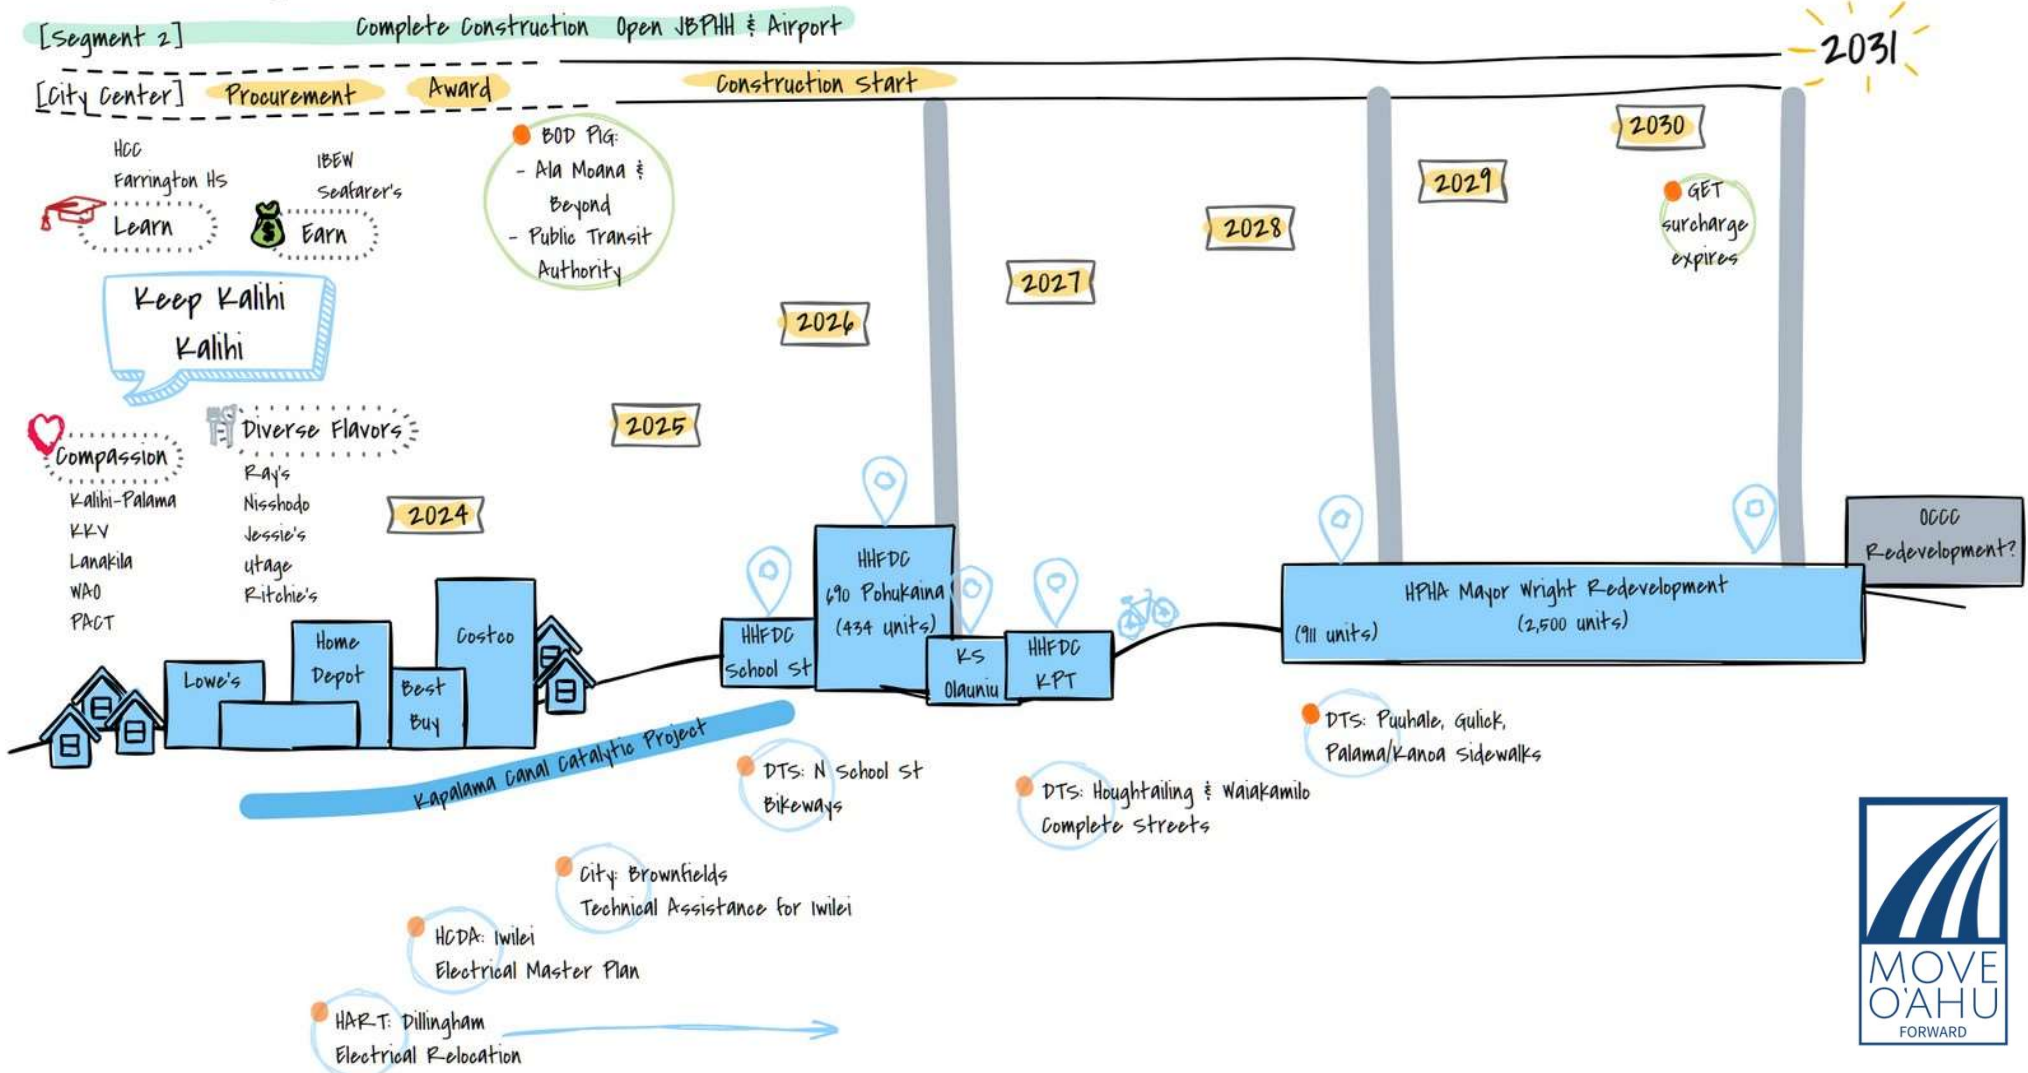 [Segment 2] Complete Construction Open JBPHH & Airport
2031
[City Center] Procurement Award Construction Start
HCC
Farrington HS
Learn
IBEW
Seafarer's
Earn
BOD PIG:
- Ala Moana &
Beyond
- Public Transit
Authority
Keep Kalihi
Kalihi
Compassion
Kalihi-Palama
KKV
Lanakila
WAO
PACT
Diverse Flavors
Ray's
Nisshodo
Jessie's
Utage
Ritchie's
2024
2025
2026
2027
2028
2029
2030
GET
surcharge
expires
Lowe's
Home
Depot
Best
Buy
Costco
HHFDC
School St
HHFDC
690 Pohukaina
(434 units)
KS
Olauniu
HHFDC
KPT
HPHA Mayor Wright Redevelopment
(911 units)
(2,500 units)
OCCC
Redevelopment?
Kapalama Canal Catalytic Project
DTS: N School St
Bikeways
DTS: Houghtailing & Waiakamilo
Complete Streets
DTS: Puuhale, Gulick,
Palama/Kanoa Sidewalks
City: Brownfields
Technical Assistance for Iwilei
HCDA: Iwilei
Electrical Master Plan
HART: Dillingham
Electrical Relocation
MOVE
O'AHU
FORWARD